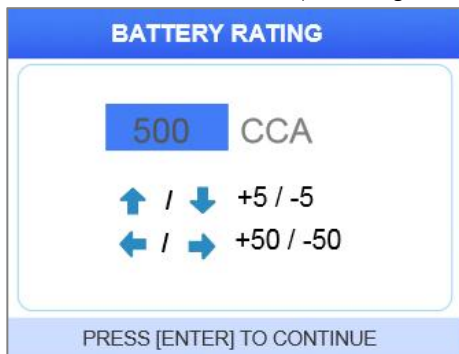 BATTERY RATING
500 CCA
/ +5 / -5
/ +50 / -50
PRESS [ENTER] TO CONTINUE